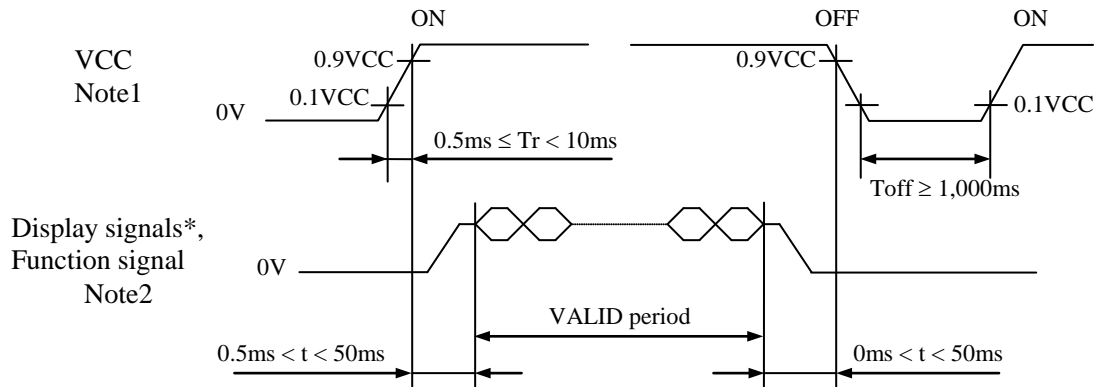 ON
OFF
ON
VCC
Note1
0.9VCC
0.9VCC
0.1VCC
0.1VCC
0V
0.5ms ≤ Tr < 10ms
Toff ≥ 1,000ms
Display signals*,
Function signal
Note2
0V
VALID period
0.5ms < t < 50ms
0ms < t < 50ms